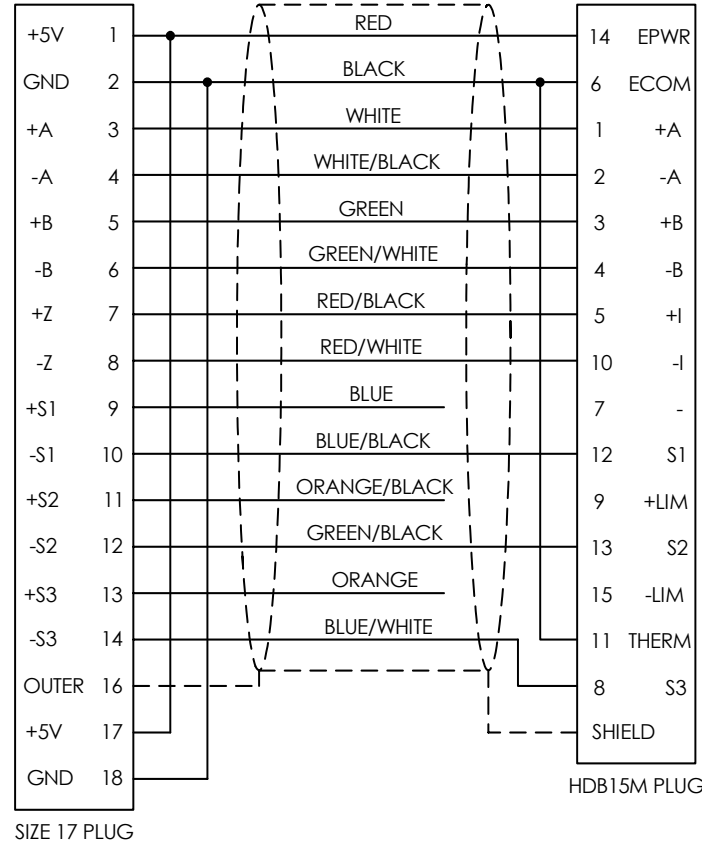 +5V 1 RED 14 EPWR
GND 2 BLACK 6 ECOM
+A 3 WHITE 1 +A
-A 4 WHITE/BLACK 2 -A
+B 5 GREEN 3 +B
-B 6 GREEN/WHITE 4 -B
+Z 7 RED/BLACK 5 +I
-Z 8 RED/WHITE 10 -I
+S1 9 BLUE 7 -
-S1 10 BLUE/BLACK 12 S1
+S2 11 ORANGE/BLACK 9 +LIM
-S2 12 GREEN/BLACK 13 S2
+S3 13 ORANGE 15 -LIM
-S3 14 BLUE/WHITE 11 THERM
OUTER 16 8 S3
+5V 17 SHIELD
GND 18
HDB15M PLUG
SIZE 17 PLUG